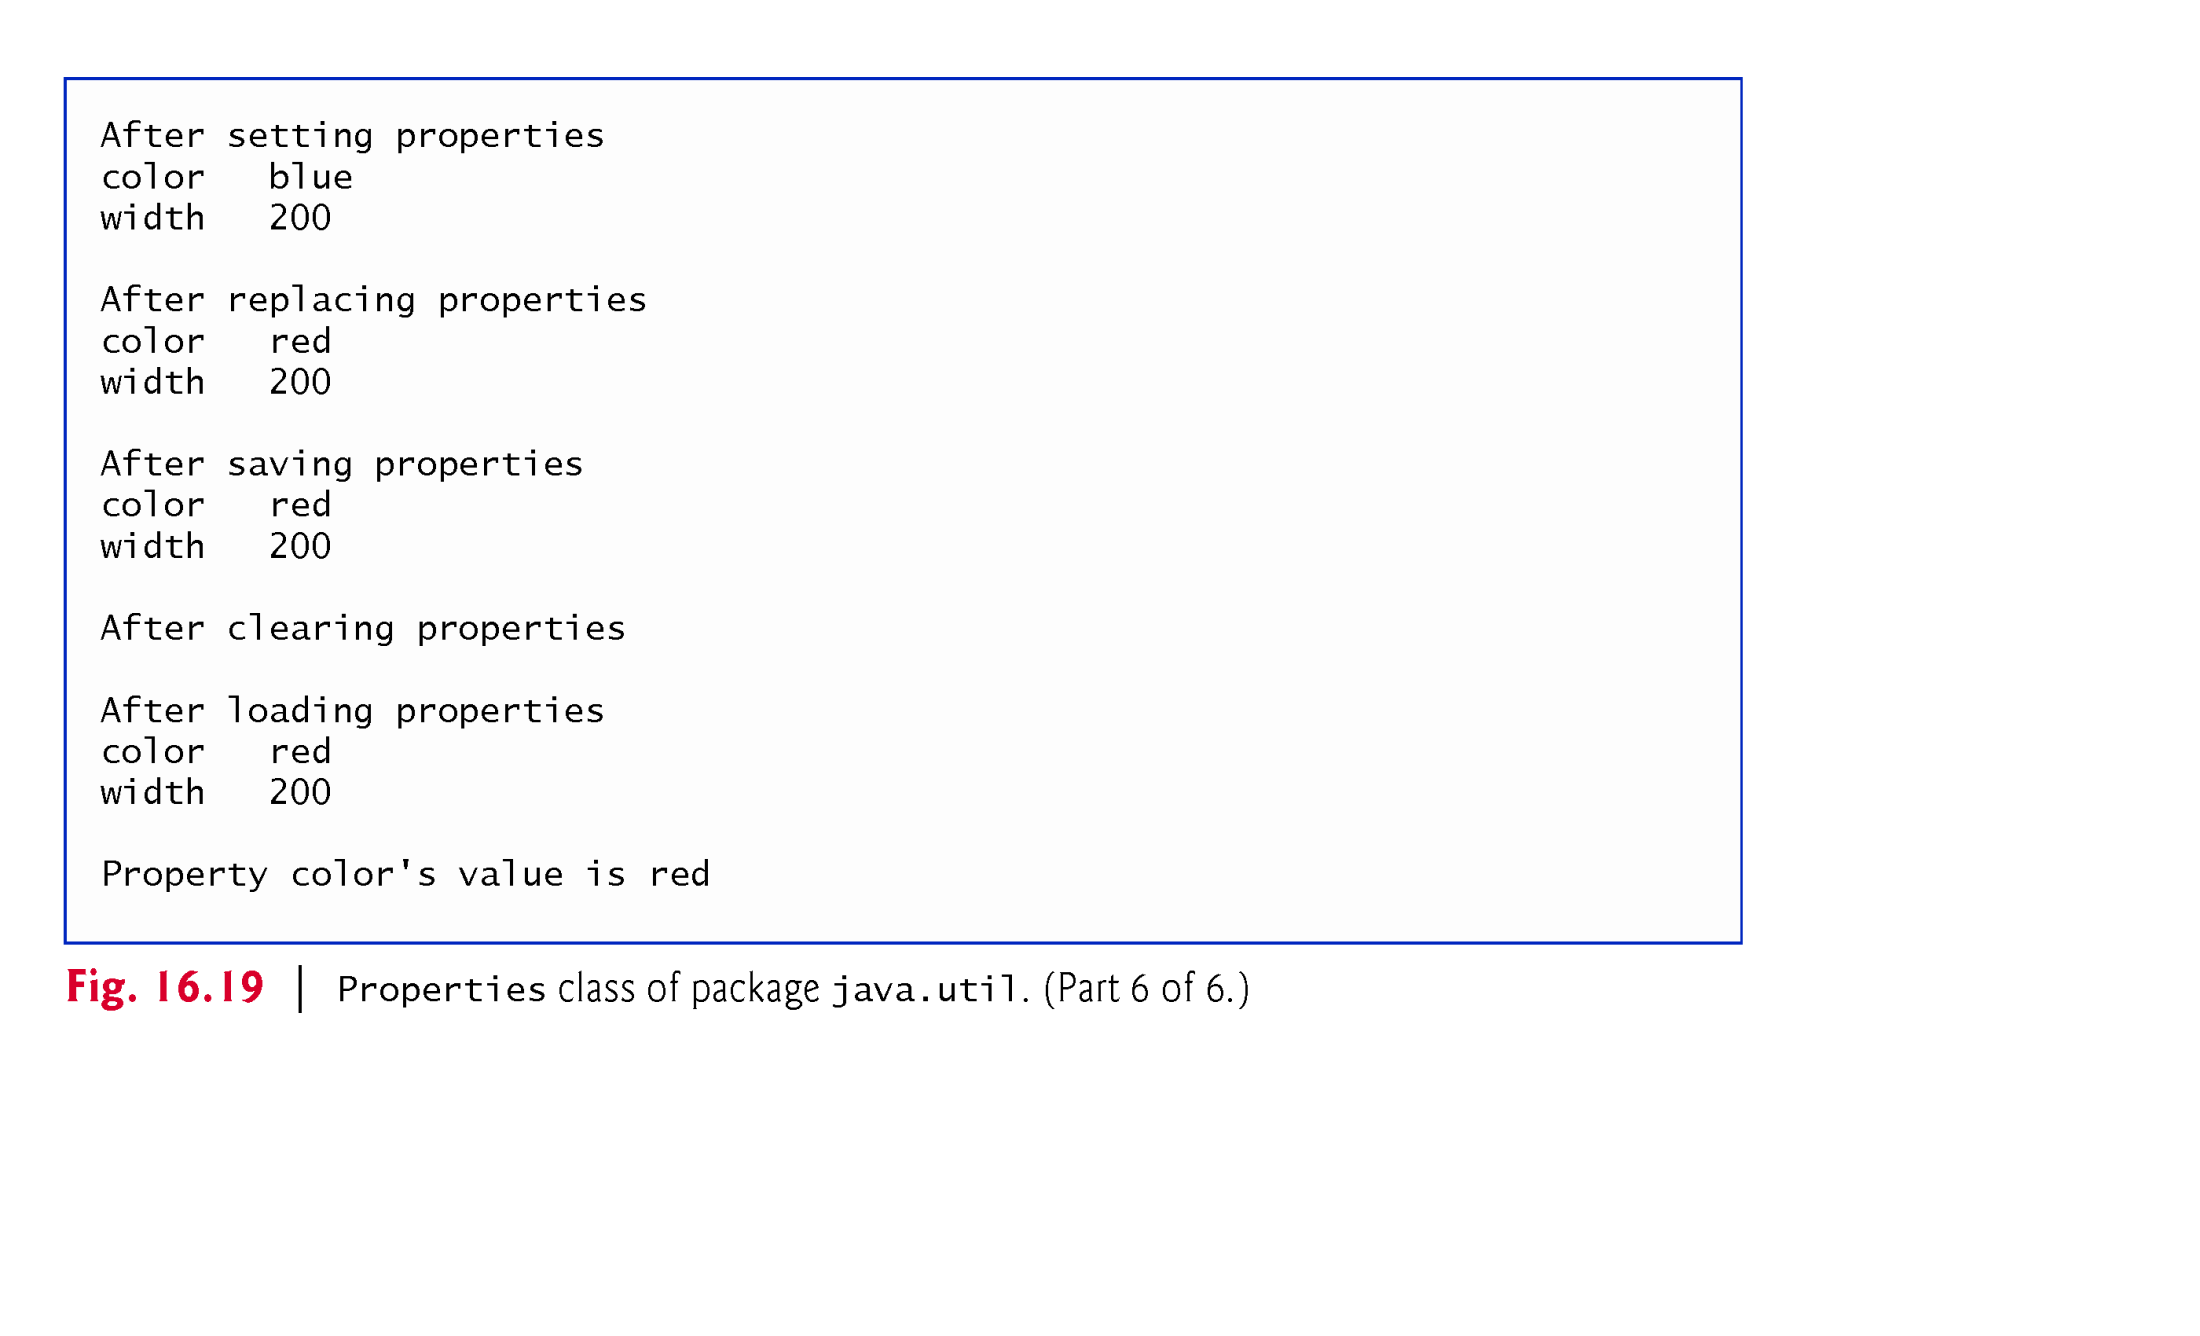 After setting properties
color   blue
width   200
After replacing properties
color   red
width   200
After saving properties
color   red
width   200
After clearing properties
After loading properties
color   red
width   200
Property color's value is red
Fig. 16.19 | Properties class of package java.util. (Part 6 of 6.)